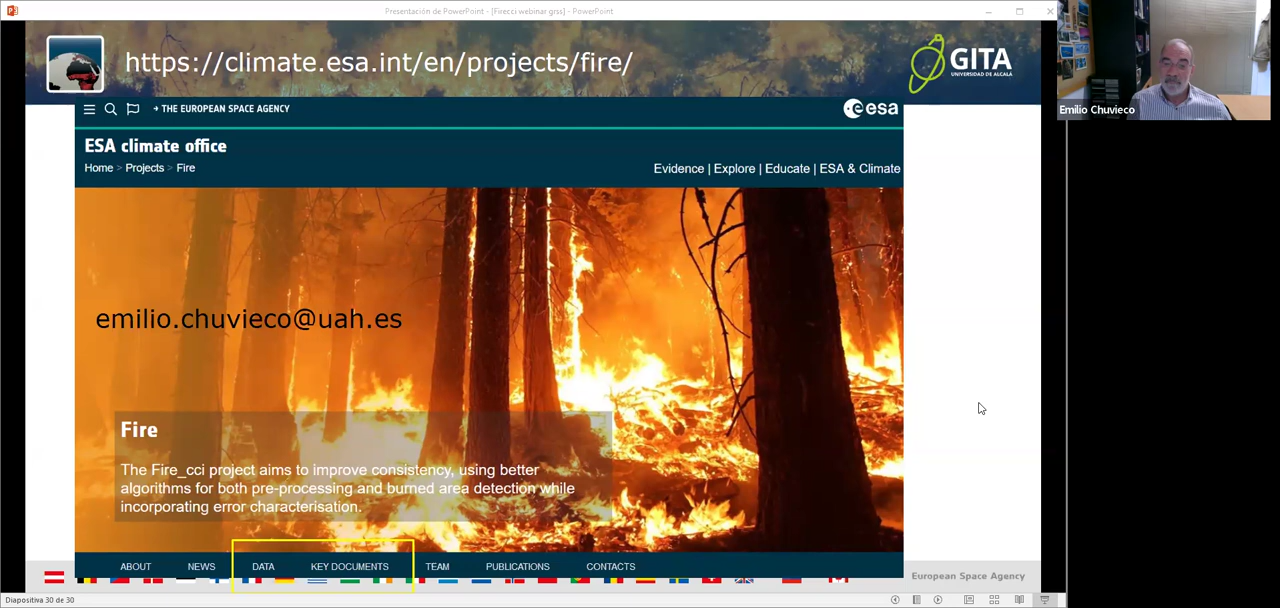 Presentación de PowerPoint - [Firecci webinar grss] - PowerPoint
https://climate.esa.int/en/projects/fire/
GITA
UNIVERSIDAD DE ALCALÁ
→ THE EUROPEAN SPACE AGENCY
esa
ESA climate office
Home > Projects > Fire
Evidence | Explore | Educate | ESA & Climate
emilio.chuvieco@uah.es
Fire
The Fire_cci project aims to improve consistency, using better
algorithms for both pre-processing and burned area detection while
incorporating error characterisation.
ABOUT NEWS DATA KEY DOCUMENTS TEAM PUBLICATIONS CONTACTS
European Space Agency
Diapositiva 30 de 30
Emilio Chuvieco